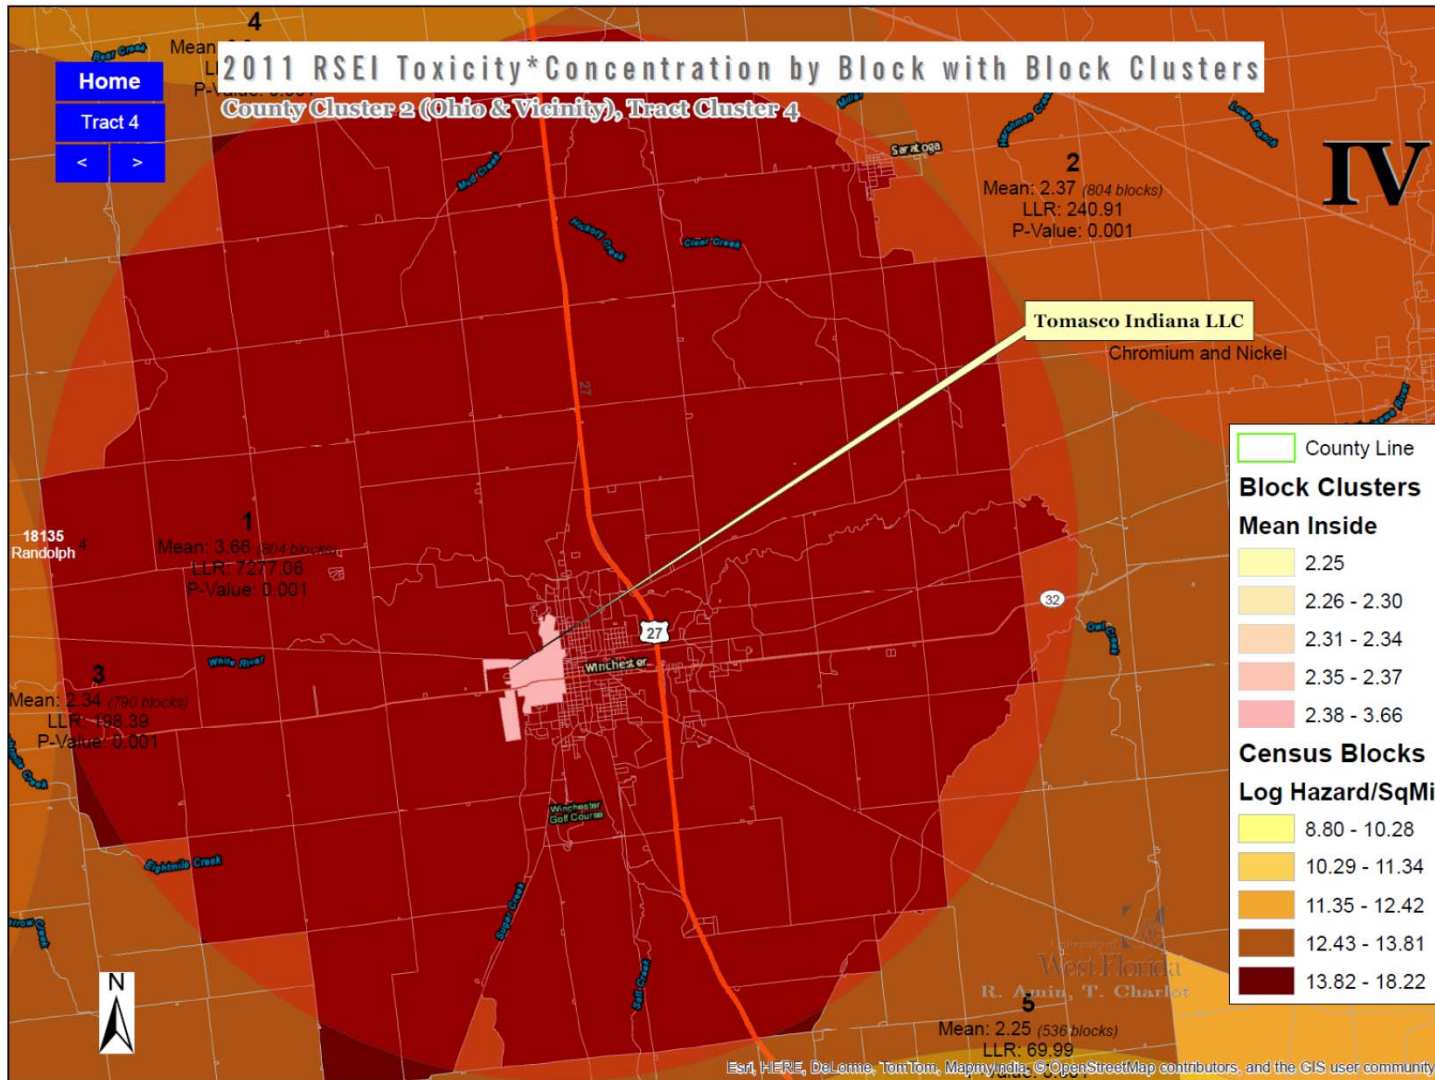 4
Bear Creek
Mean
2011 RSEI Toxicity*Concentration by Block with Block Clusters
County Cluster 2 (Ohio & Vicinity), Tract Cluster 4
Home
Tract 4
< >
Mud Creek
Hickory Creek
Clear Creek
Saratoga
Harshman Creek
Lowe Branch
IV
2
Mean: 2.37 (804 blocks)
LLR: 240.91
P-Value: 0.001
Tomasco Indiana LLC
Chromium and Nickel
27
1
Mean: 3.66 (804 blocks)
LLR: 7277.06
P-Value: 0.001
18135
Randolph
4
32
Owl Creek
27
Winchester
White River
3
Mean: 2.34 (790 blocks)
LLR: 198.39
P-Value: 0.001
Winchester
Golf Course
Eightmile Creek
Sugar Creek
Salt Creek
County Line
Block Clusters
Mean Inside
2.25
2.26 - 2.30
2.31 - 2.34
2.35 - 2.37
2.38 - 3.66
Census Blocks
Log Hazard/SqMi
8.80 - 10.28
10.29 - 11.34
11.35 - 12.42
12.43 - 13.81
13.82 - 18.22
N
University of
West Florida
R. Amin, T. Charlot
5
Mean: 2.25 (536 blocks)
LLR: 69.99
Esri, HERE, DeLorme, TomTom, MapmyIndia, © OpenStreetMap contributors, and the GIS user community